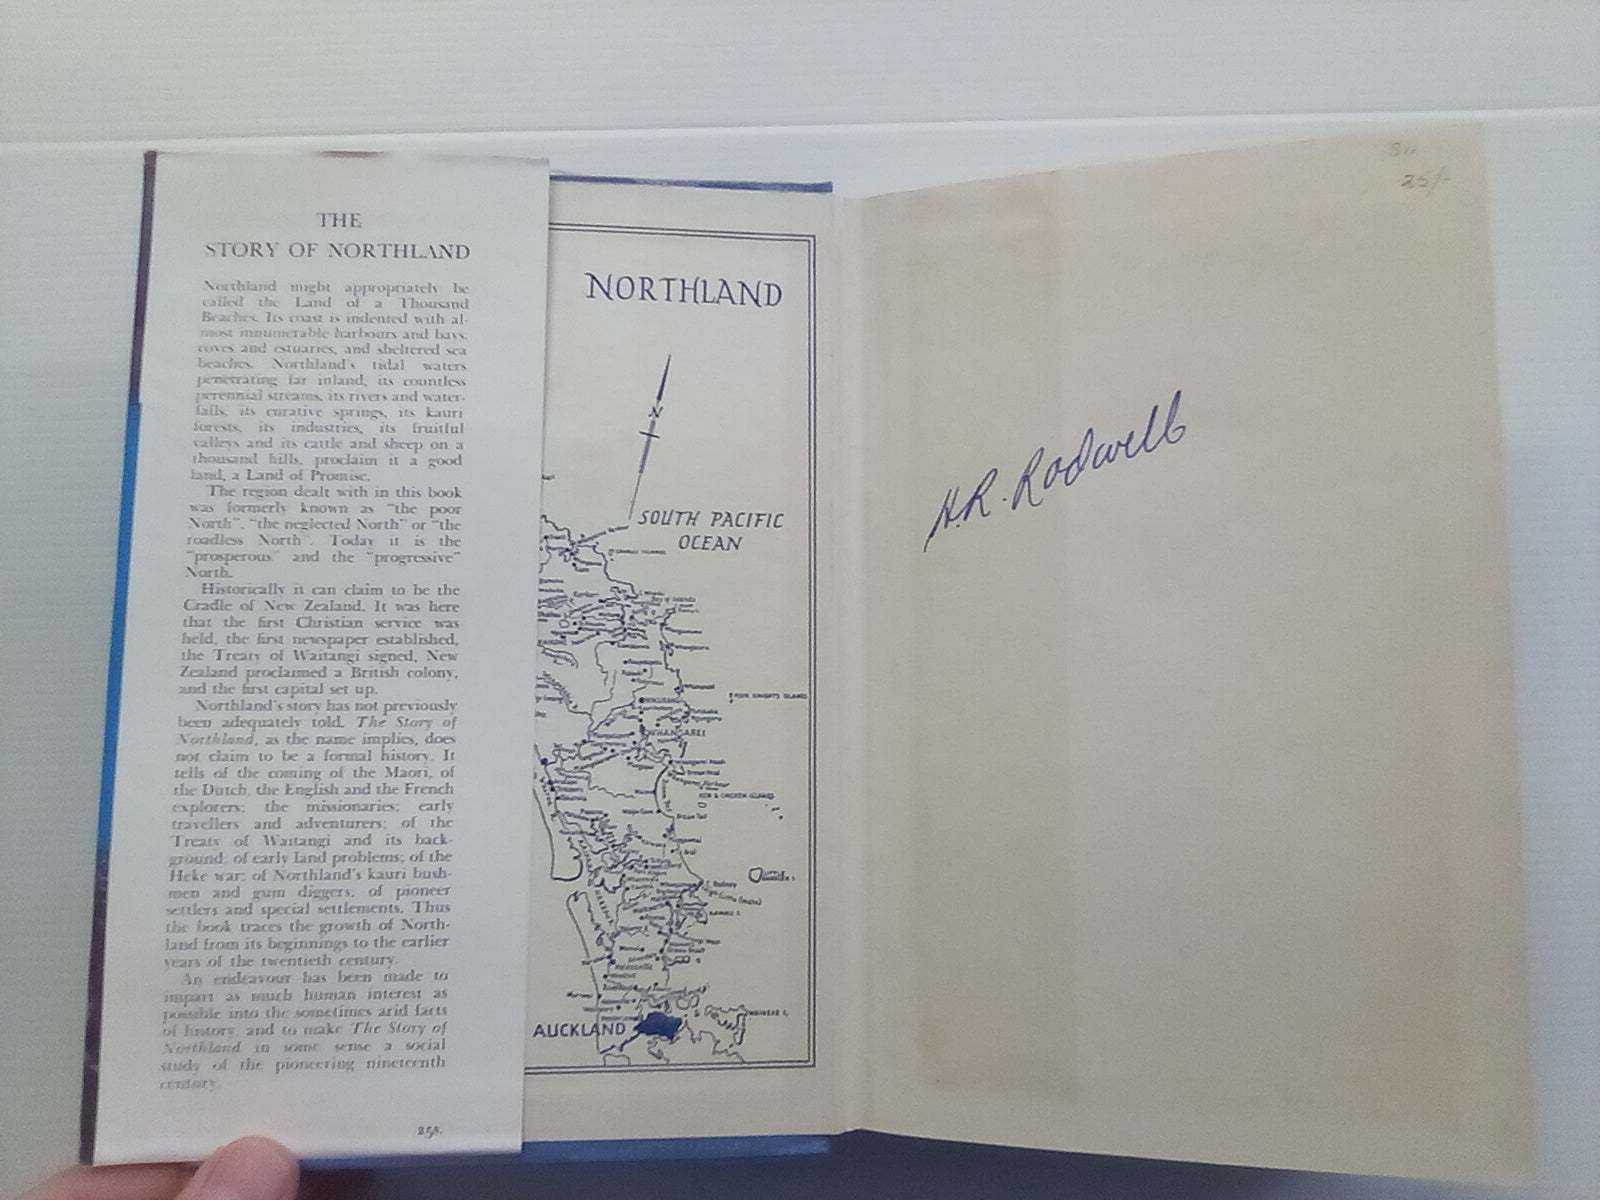 THE
STORY OF NORTHLAND
Northland might appropriately be
called the Land of a Thousand
Beaches. Its coast is indented with al-
most innumerable harbours and bays,
coves and estuaries, and sheltered sea
beaches. Northland's tidal waters
penetrating far inland, its countless
perennial streams, its rivers and water-
falls, its curative springs, its kauri
forests, its industries, its fruitful
valleys and its cattle and sheep on a
thousand hills, proclaim it a good
land, a Land of Promise.
The region dealt with in this book
was formerly known as "the poor
North", "the neglected North" or "the
roadless North". Today it is the
"prosperous" and the "progressive"
North.
Historically it can claim to be the
Cradle of New Zealand. It was here
that the first Christian service was
held, the first newspaper established,
the Treaty of Waitangi signed, New
Zealand proclaimed a British colony,
and the first capital set up.
Northland's story has not previously
been adequately told. The Story of
Northland, as the name implies, does
not claim to be a formal history. It
tells of the coming of the Maori, of
the Dutch, the English and the French
explorers; the missionaries; early
travellers and adventurers; of the
Treaty of Waitangi and its back-
ground; of early land problems; of the
Heke war; of Northland's kauri bush-
men and gum diggers; of pioneer
settlers and special settlements. Thus
the book traces the growth of North-
land from its beginnings to the earlier
years of the twentieth century.
An endeavour has been made to
impart as much human interest as
possible into the sometimes arid facts
of history, and to make The Story of
Northland in some sense a social
study of the pioneering nineteenth
century.
25s.
NORTHLAND
N
SOUTH PACIFIC
OCEAN
Bay of Islands
POOR KNIGHTS ISLANDS
WHANGAREI
HEN & CHICKEN ISLANDS
C. Rodney
KAWAU I.
Helensville
WAIHEKE I.
AUCKLAND
25/-
H.R. Rodwell